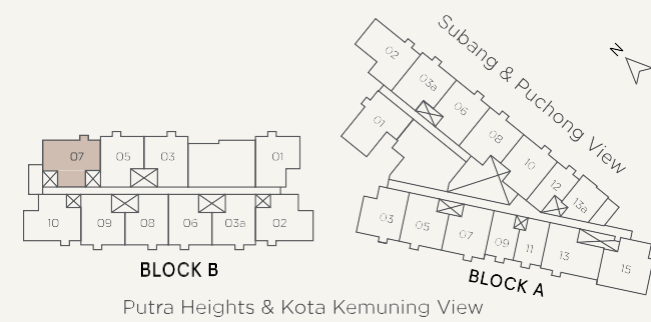 Subang & Puchong View
N
02
03a
06
08
10
12
13a
01
03
05
07
09
11
13
15
BLOCK A
07
05
03
01
10
09
08
06
03a
02
BLOCK B
Putra Heights & Kota Kemuning View